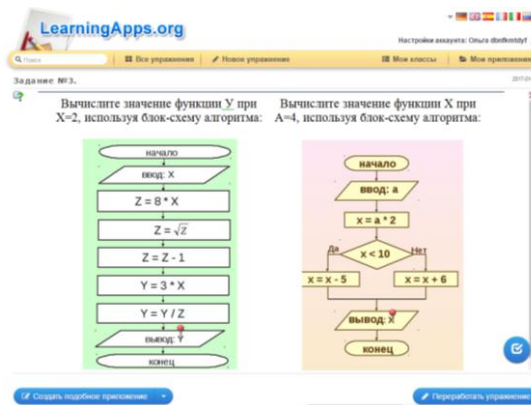 LearningApps.org
Настройки аккаунта: Ольга dbnfkmtdyf
Поиск
Все упражнения
Новое упражнение
Мои классы
Мои приложения
Задание №3.
Вычислите значение функции У при
Х=2, используя блок-схему алгоритма:
Вычислите значение функции Х при
А=4, используя блок-схему алгоритма:
начало
ввод: X
Z = 8 * X
Z = √Z
Z = Z - 1
Y = 3 * X
Y = Y / Z
вывод: Y
конец
начало
ввод: a
x = a * 2
x < 10
Да
Нет
x = x - 5
x = x + 6
вывод: x
конец
Создать подобное приложение
Переработать упражнение